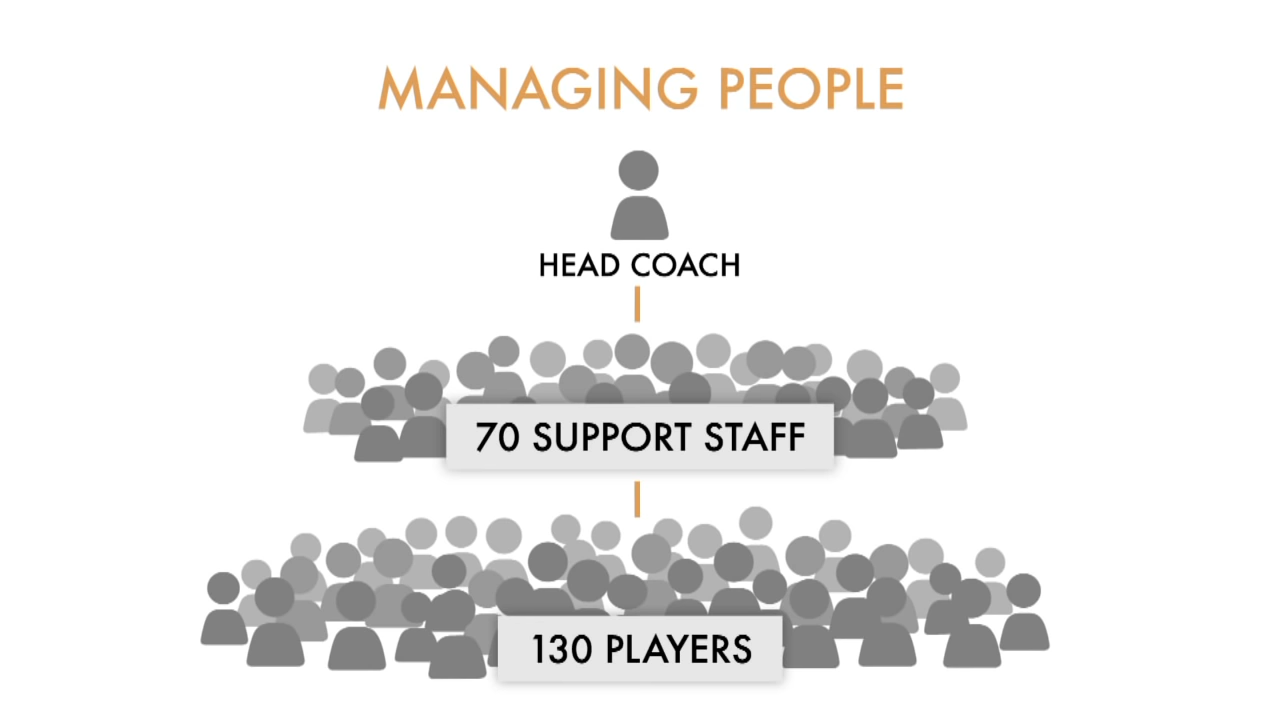 MANAGING PEOPLE
HEAD COACH
70 SUPPORT STAFF
130 PLAYERS